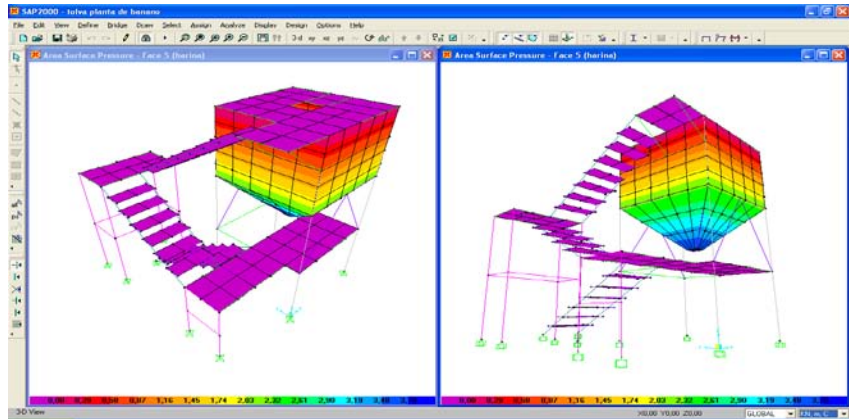 SAP2000 - tolva planta de banano
File Edit View Define Bridge Draw Select Assign Analyze Display Design Options Help
3-d
Area Surface Pressure - Face 5 (harina)
Area Surface Pressure - Face 5 (harina)
0,00 0,29 0,58 0,87 1,16 1,45 1,74 2,03 2,32 2,61 2,90 3,19 3,48
0,00 0,29 0,58 0,87 1,16 1,45 1,74 2,03 2,32 2,61 2,90 3,19 3,48
3-D View
X0,00 Y0,00 Z0,00
GLOBAL
KN, m, C